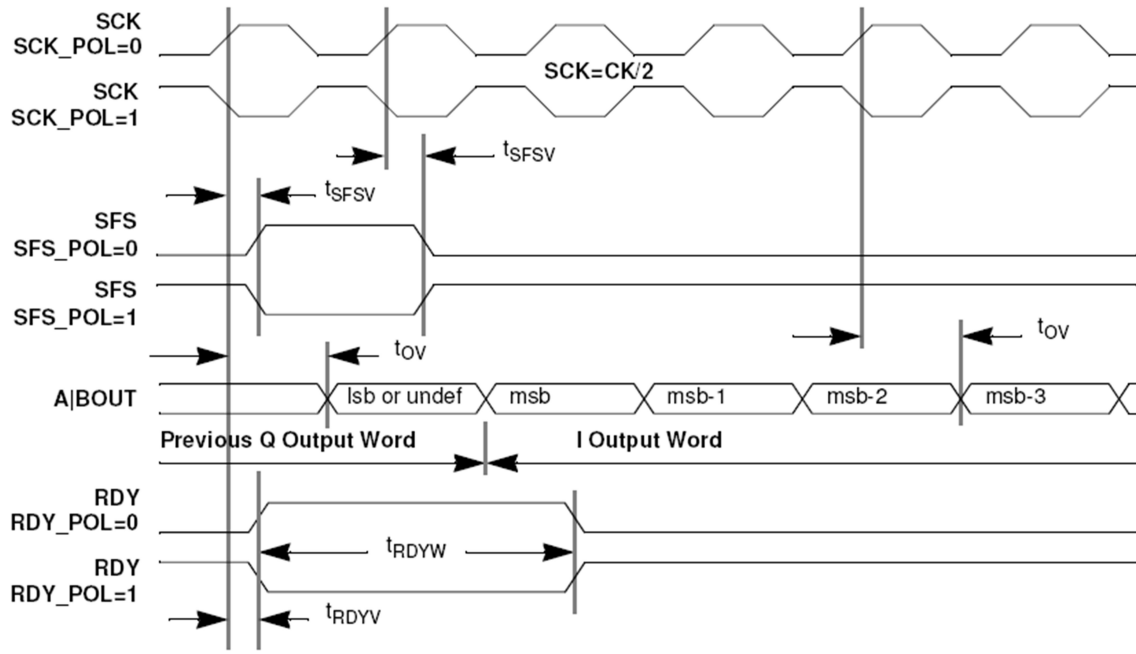 SCK
SCK_POL=0
SCK=CK/2
SCK
SCK_POL=1
tSFSV
tSFSV
SFS
SFS_POL=0
SFS
SFS_POL=1
tOV
tOV
A|BOUT
lsb or undef
msb
msb-1
msb-2
msb-3
Previous Q Output Word
I Output Word
RDY
RDY_POL=0
tRDYW
RDY
RDY_POL=1
tRDYV